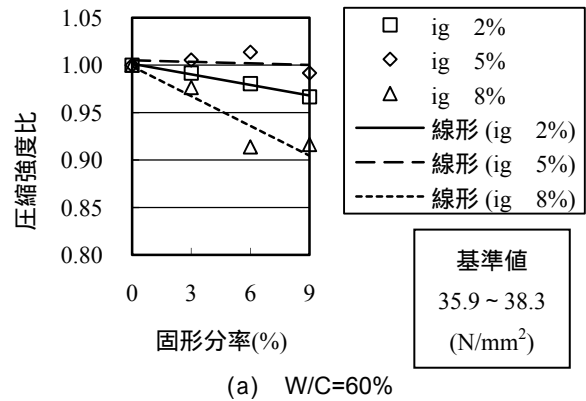 1.05
1.00
0.95
0.90
0.85
0.80
圧縮強度比
0 3 6 9
固形分率(%)
ig 2%
ig 5%
ig 8%
線形 (ig 2%)
線形 (ig 5%)
線形 (ig 8%)
基準値
35.9 ~ 38.3
(N/mm²)
(a) W/C=60%